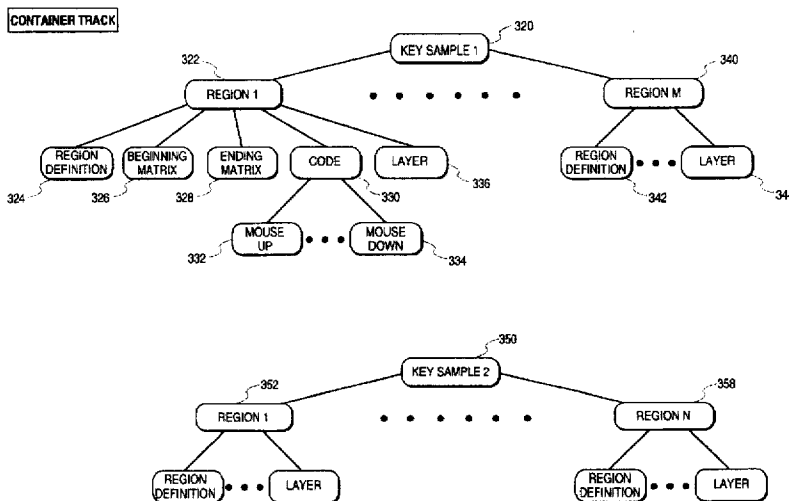 CONTAINER TRACK
320
KEY SAMPLE 1
322
340
REGION 1
REGION M
REGION
DEFINITION
BEGINNING
MATRIX
ENDING
MATRIX
CODE
LAYER
REGION
DEFINITION
LAYER
324
326
328
330
336
342
34
MOUSE
UP
MOUSE
DOWN
332
334
350
KEY SAMPLE 2
352
358
REGION 1
REGION N
REGION
DEFINITION
LAYER
REGION
DEFINITION
LAYER